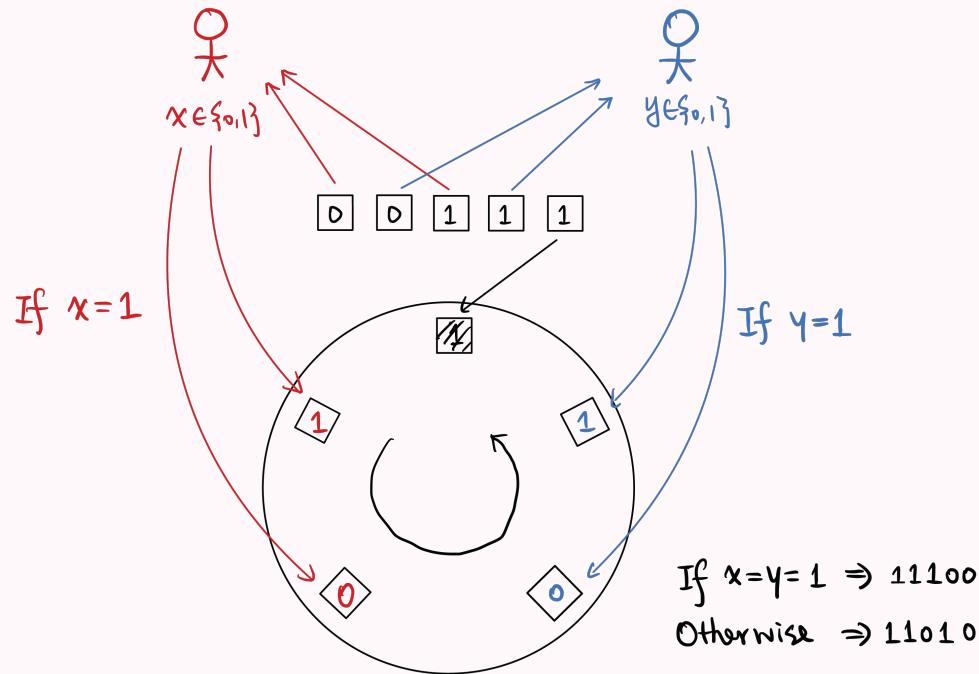 x∈{0,1}
y∈{0,1}
0 0 1 1 1
If x=1
If y=1
1
1
1
0
0
If x=y=1 ⇒ 11100
Otherwise ⇒ 11010